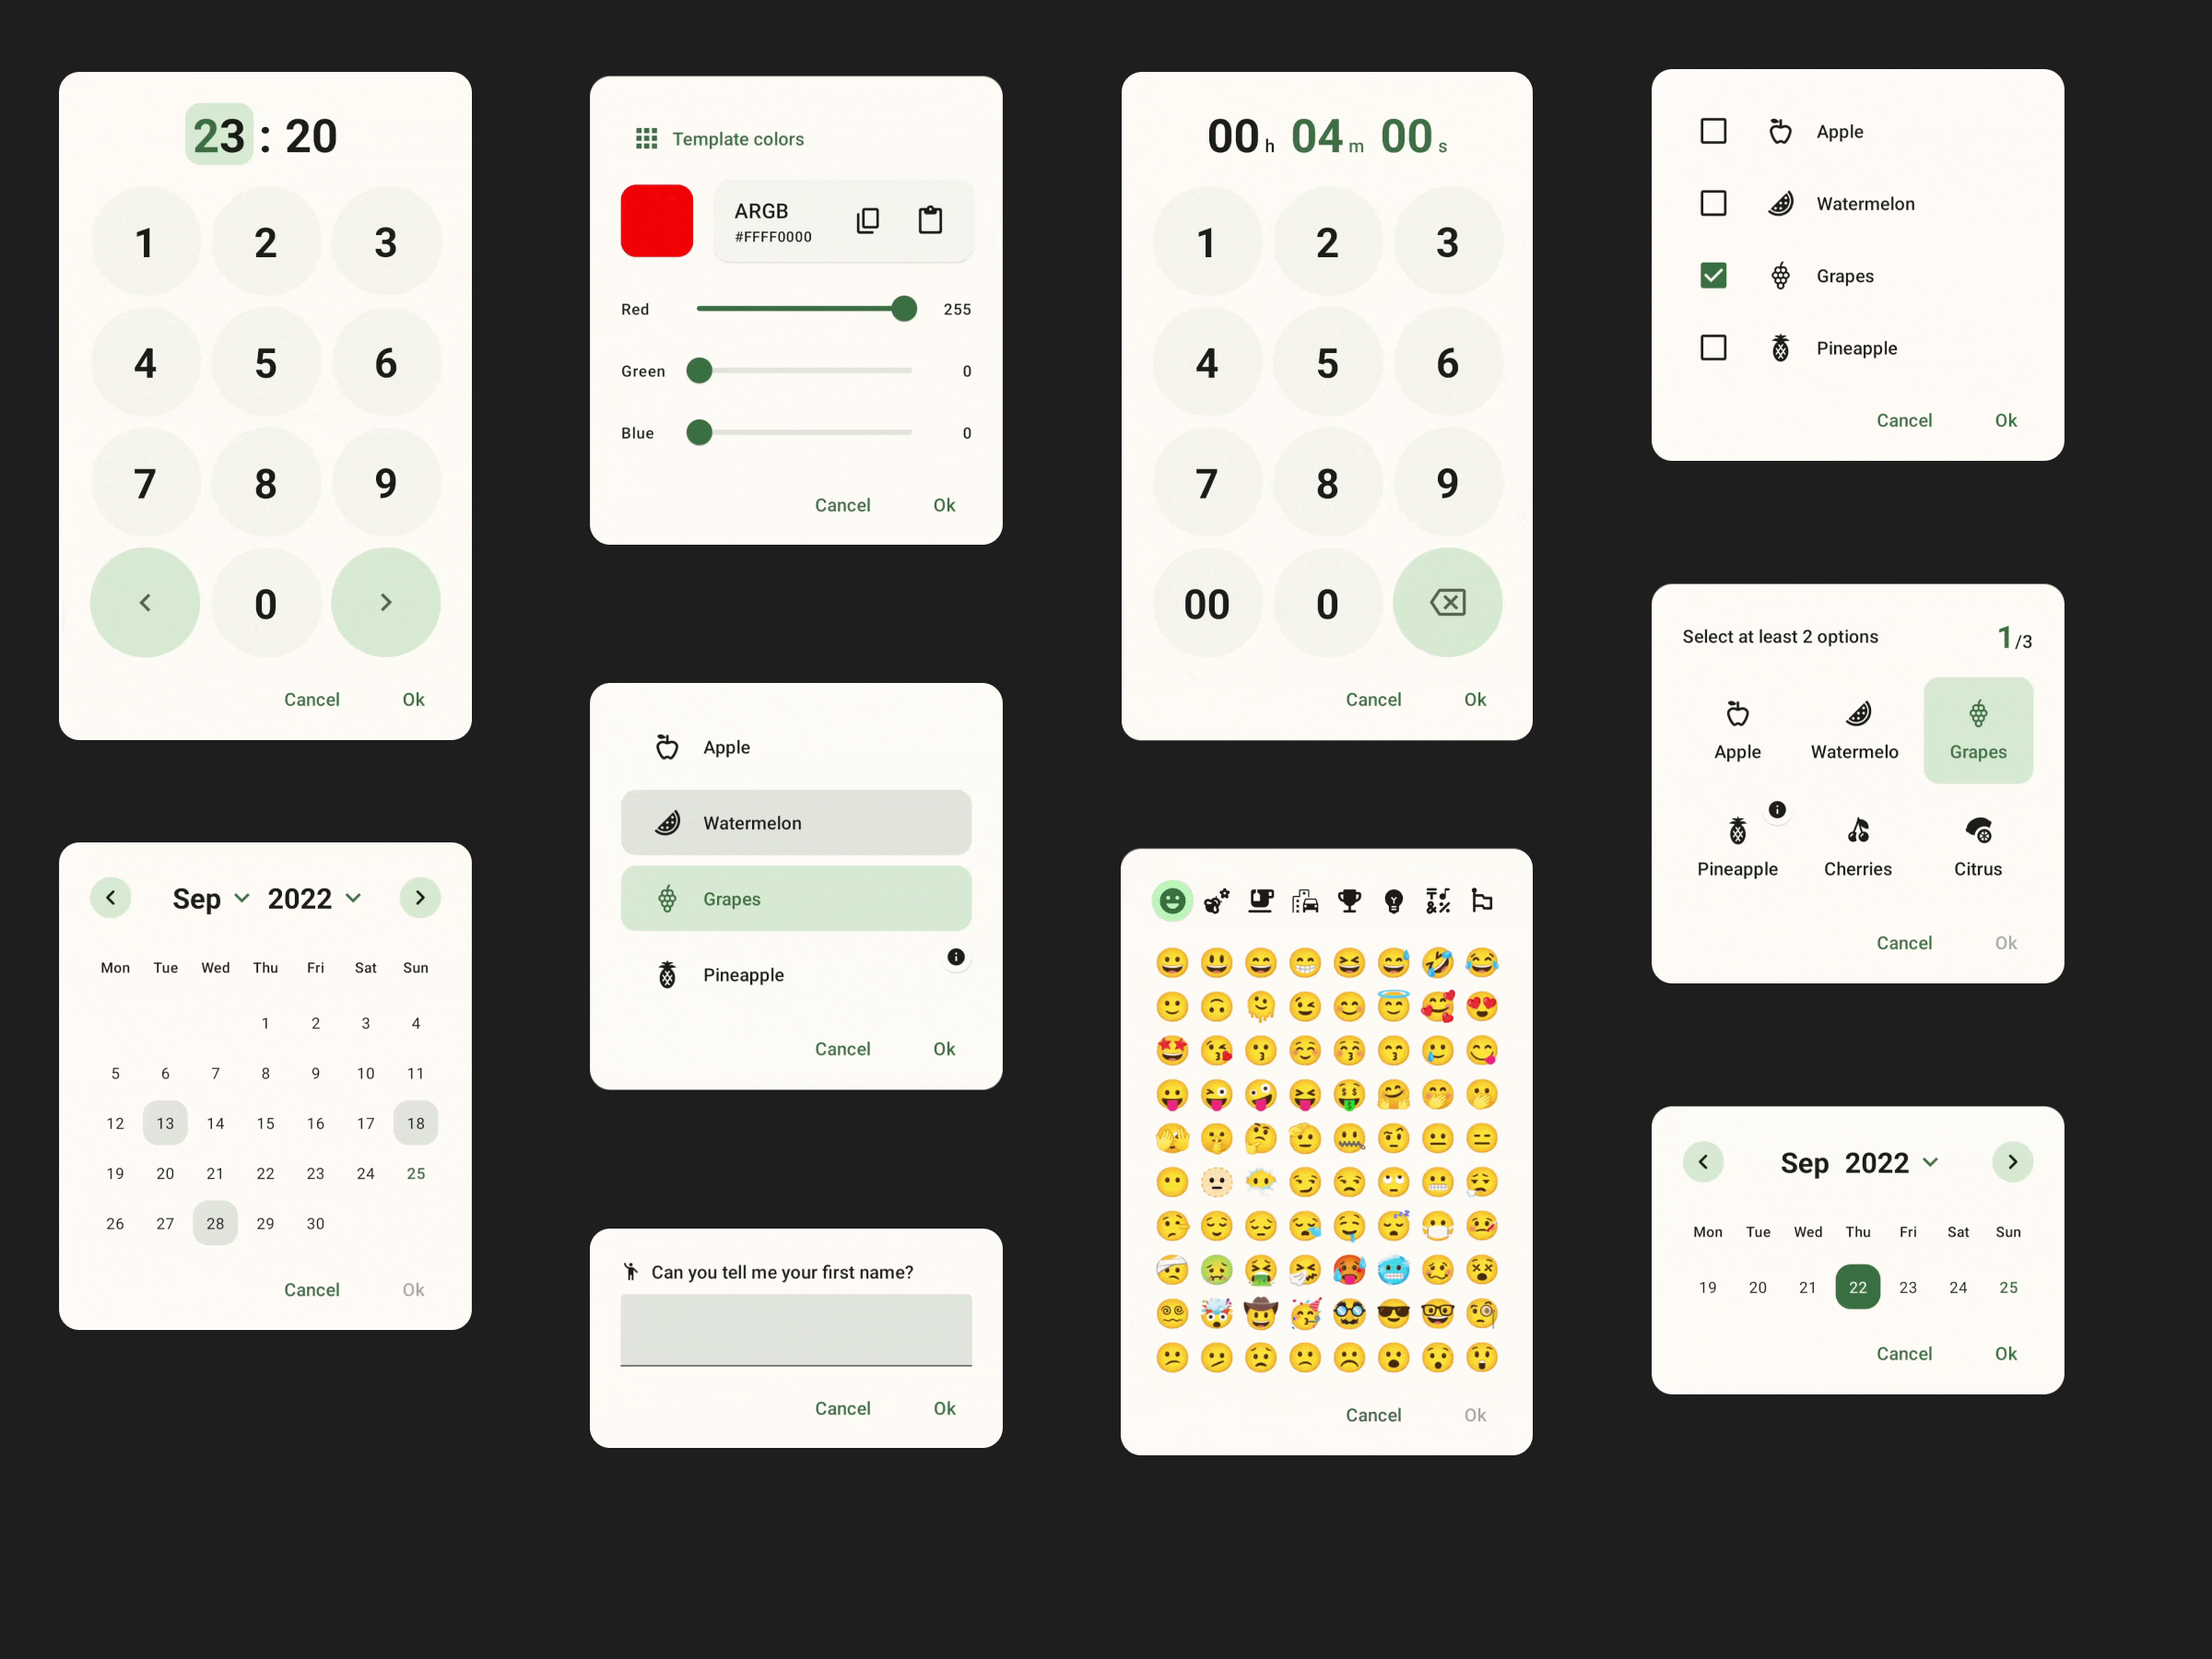 23 : 20
1 2 3
4 5 6
7 8 9
0
Cancel Ok
Sep 2022
Mon Tue Wed Thu Fri Sat Sun
1 2 3 4
5 6 7 8 9 10 11
12 13 14 15 16 17 18
19 20 21 22 23 24 25
26 27 28 29 30
Cancel Ok
Template colors
ARGB
#FFFF0000
Red 255
Green 0
Blue 0
Cancel Ok
Apple
Watermelon
Grapes
Pineapple
Cancel Ok
Can you tell me your first name?
Cancel Ok
00 h 04 m 00 s
1 2 3
4 5 6
7 8 9
00 0
Cancel Ok
Cancel Ok
Apple
Watermelon
Grapes
Pineapple
Cancel Ok
Select at least 2 options 1/3
Apple Watermelo Grapes
Pineapple Cherries Citrus
Cancel Ok
Sep 2022
Mon Tue Wed Thu Fri Sat Sun
19 20 21 22 23 24 25
Cancel Ok